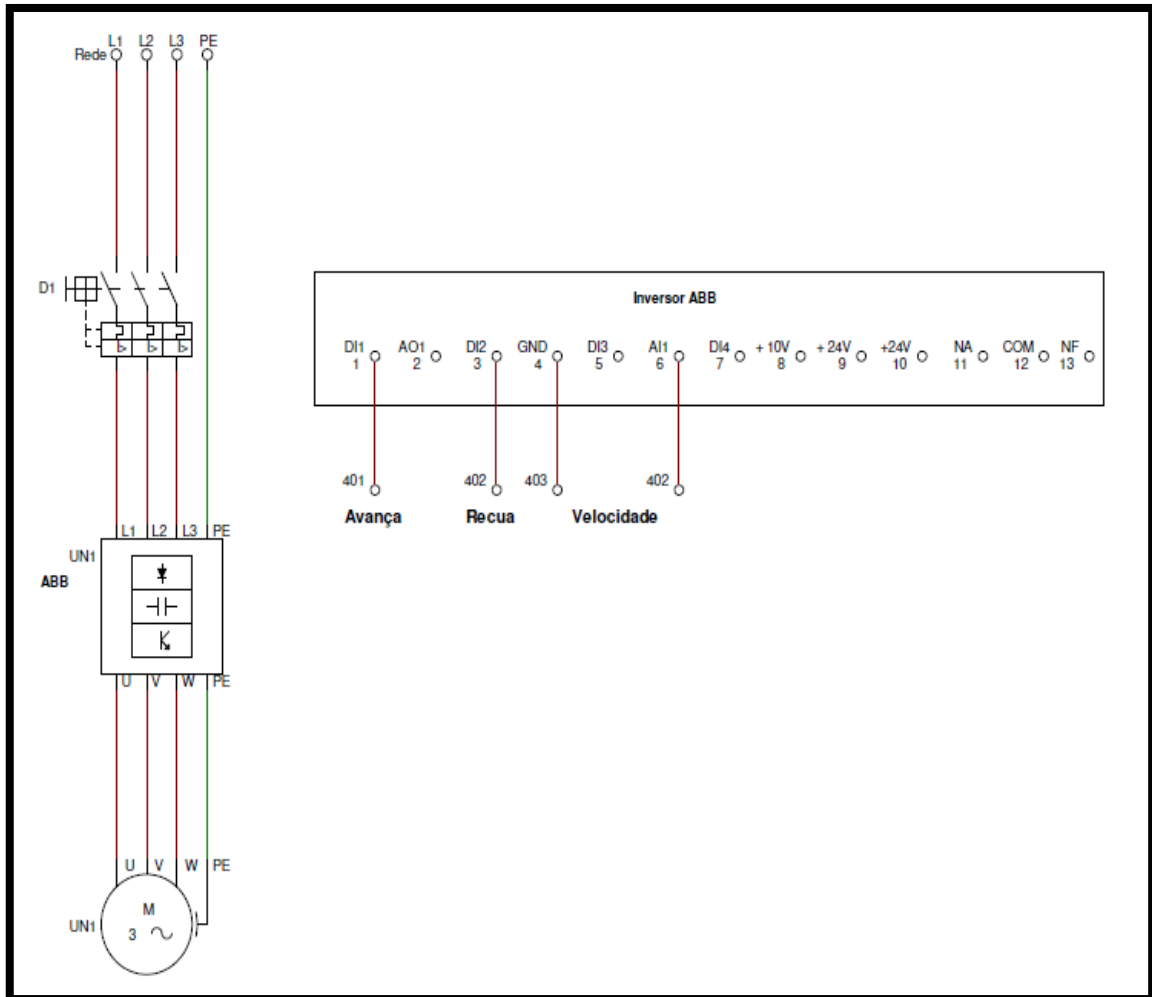 L1 L2 L3 PE
Rede
D1
Inversor ABB
DI1 AO1 DI2 GND DI3 AI1 DI4 +10V +24V +24V NA COM NF
1 2 3 4 5 6 7 8 9 10 11 12 13
401 402 403 402
Avança Recua Velocidade
L1 L2 L3 PE
UN1
ABB
U V W PE
U V W PE
M
UN1
3